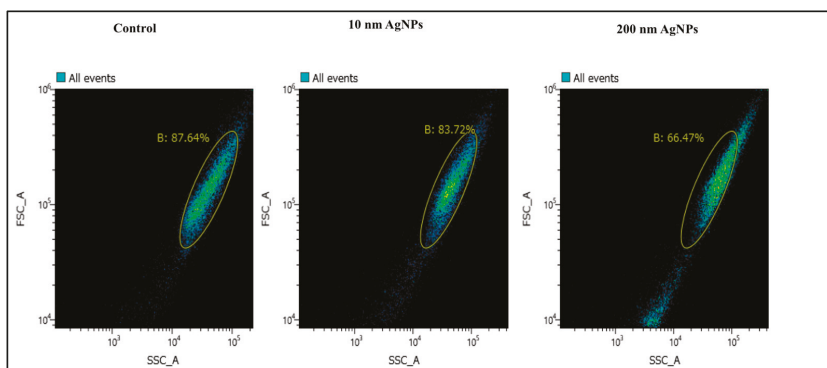 Control
10 nm AgNPs
200 nm AgNPs
All events
All events
All events
10⁶
10⁵
10⁴
FSC_A
B: 87.64%
10³
10⁴
10⁵
SSC_A
10⁶
10⁵
10⁴
FSC_A
B: 83.72%
10³
10⁴
10⁵
SSC_A
10⁶
10⁵
10⁴
FSC_A
B: 66.47%
10³
10⁴
10⁵
SSC_A